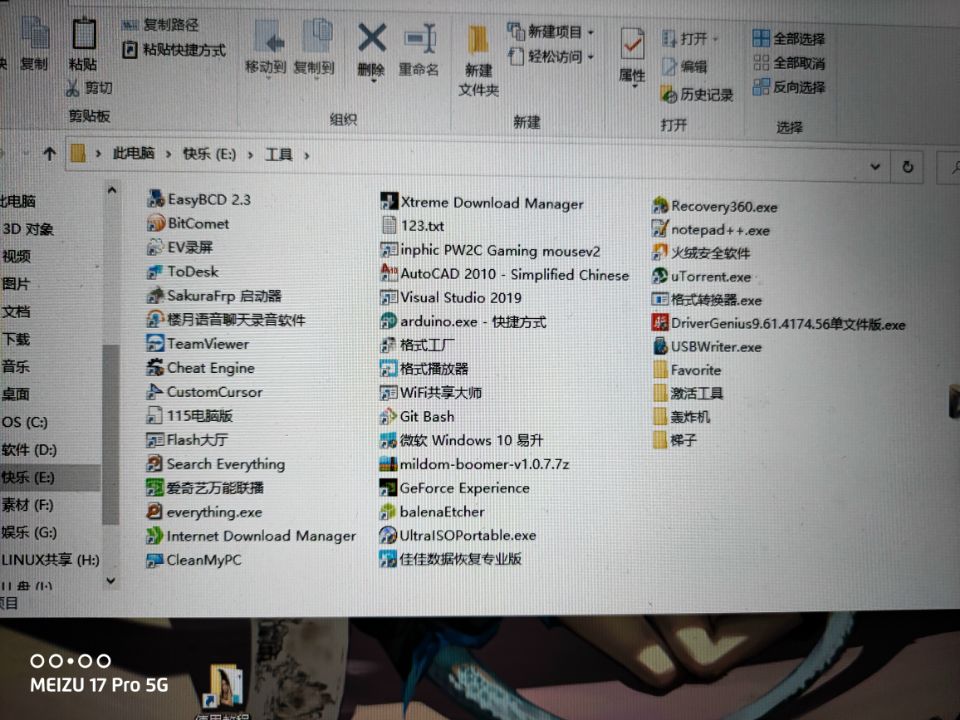 复制
粘贴
复制路径
粘贴快捷方式
剪切
剪贴板
移动到
复制到
删除
重命名
组织
新建
文件夹
新建项目
轻松访问
新建
属性
打开
编辑
历史记录
打开
全部选择
全部取消
反向选择
选择
此电脑 › 快乐 (E:) › 工具 ›
此电脑
3D 对象
视频
图片
文档
下载
音乐
桌面
OS (C:)
软件 (D:)
快乐 (E:)
素材 (F:)
娱乐 (G:)
LINUX共享 (H:)
项目
EasyBCD 2.3
BitComet
EV录屏
ToDesk
SakuraFrp 启动器
楼月语音聊天录音软件
TeamViewer
Cheat Engine
CustomCursor
115电脑版
Flash大厅
Search Everything
爱奇艺万能联播
everything.exe
Internet Download Manager
CleanMyPC
Xtreme Download Manager
123.txt
inphic PW2C Gaming mousev2
AutoCAD 2010 - Simplified Chinese
Visual Studio 2019
arduino.exe - 快捷方式
格式工厂
格式播放器
WiFi共享大师
Git Bash
微软 Windows 10 易升
mildom-boomer-v1.0.7.7z
GeForce Experience
balenaEtcher
UltraISOPortable.exe
佳佳数据恢复专业版
Recovery360.exe
notepad++.exe
火绒安全软件
uTorrent.exe
格式转换器.exe
DriverGenius9.61.4174.56单文件版.exe
USBWriter.exe
Favorite
激活工具
轰炸机
梯子
MEIZU 17 Pro 5G